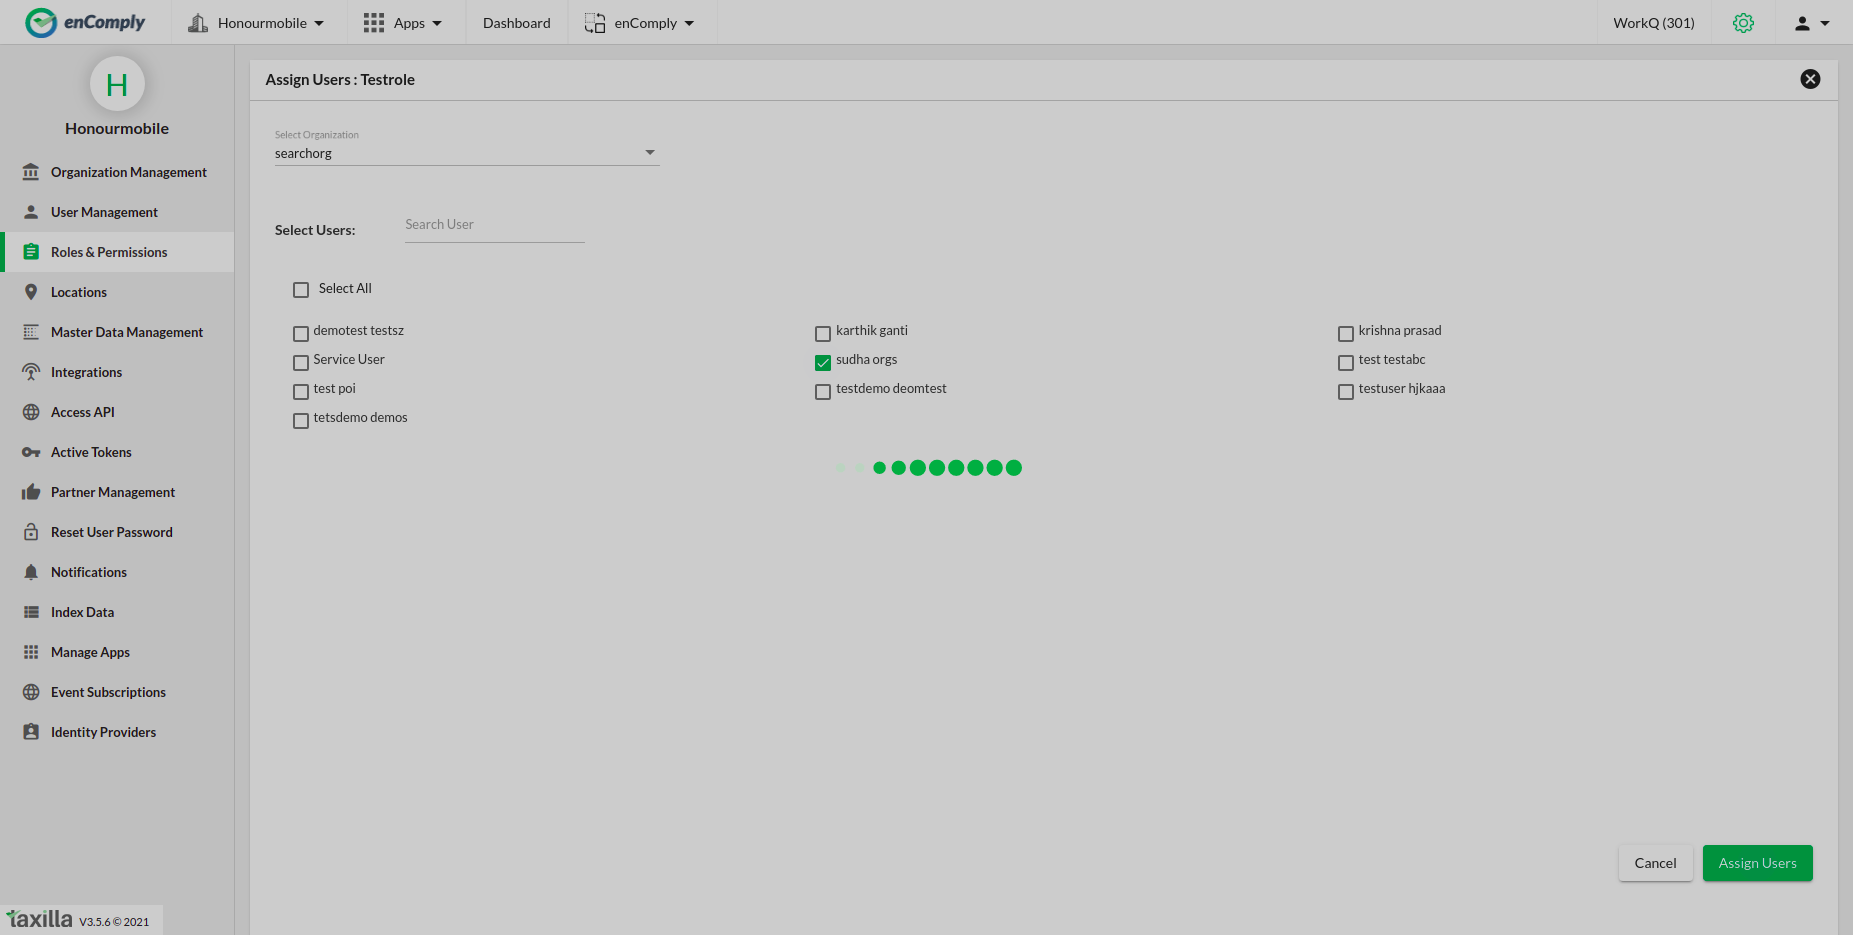 enComply
Honourmobile
Apps
Dashboard
enComply
WorkQ (301)
H
Honourmobile
Organization Management
User Management
Roles & Permissions
Locations
Master Data Management
Integrations
Access API
Active Tokens
Partner Management
Reset User Password
Notifications
Index Data
Manage Apps
Event Subscriptions
Identity Providers
taxilla V3.5.6 © 2021
Assign Users : Testrole
Select Organization
searchorg
Select Users:
Search User
Select All
demotest testsz
karthik ganti
krishna prasad
Service User
sudha orgs
test testabc
test poi
testdemo deomtest
testuser hjkaaa
tetsdemo demos
Cancel
Assign Users